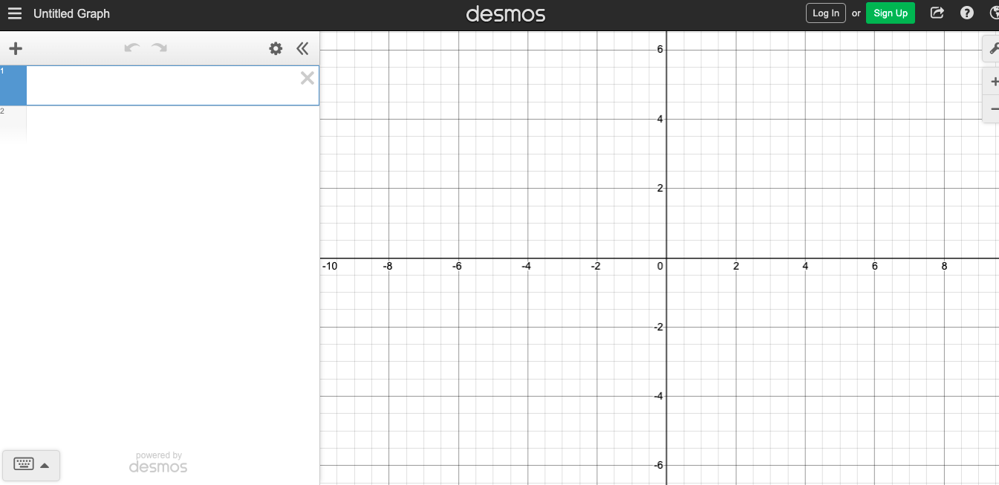 Untitled Graph
desmos
Log In or Sign Up
1
2
6
4
2
-10 -8 -6 -4 -2 0 2 4 6 8
-2
-4
-6
powered by
desmos